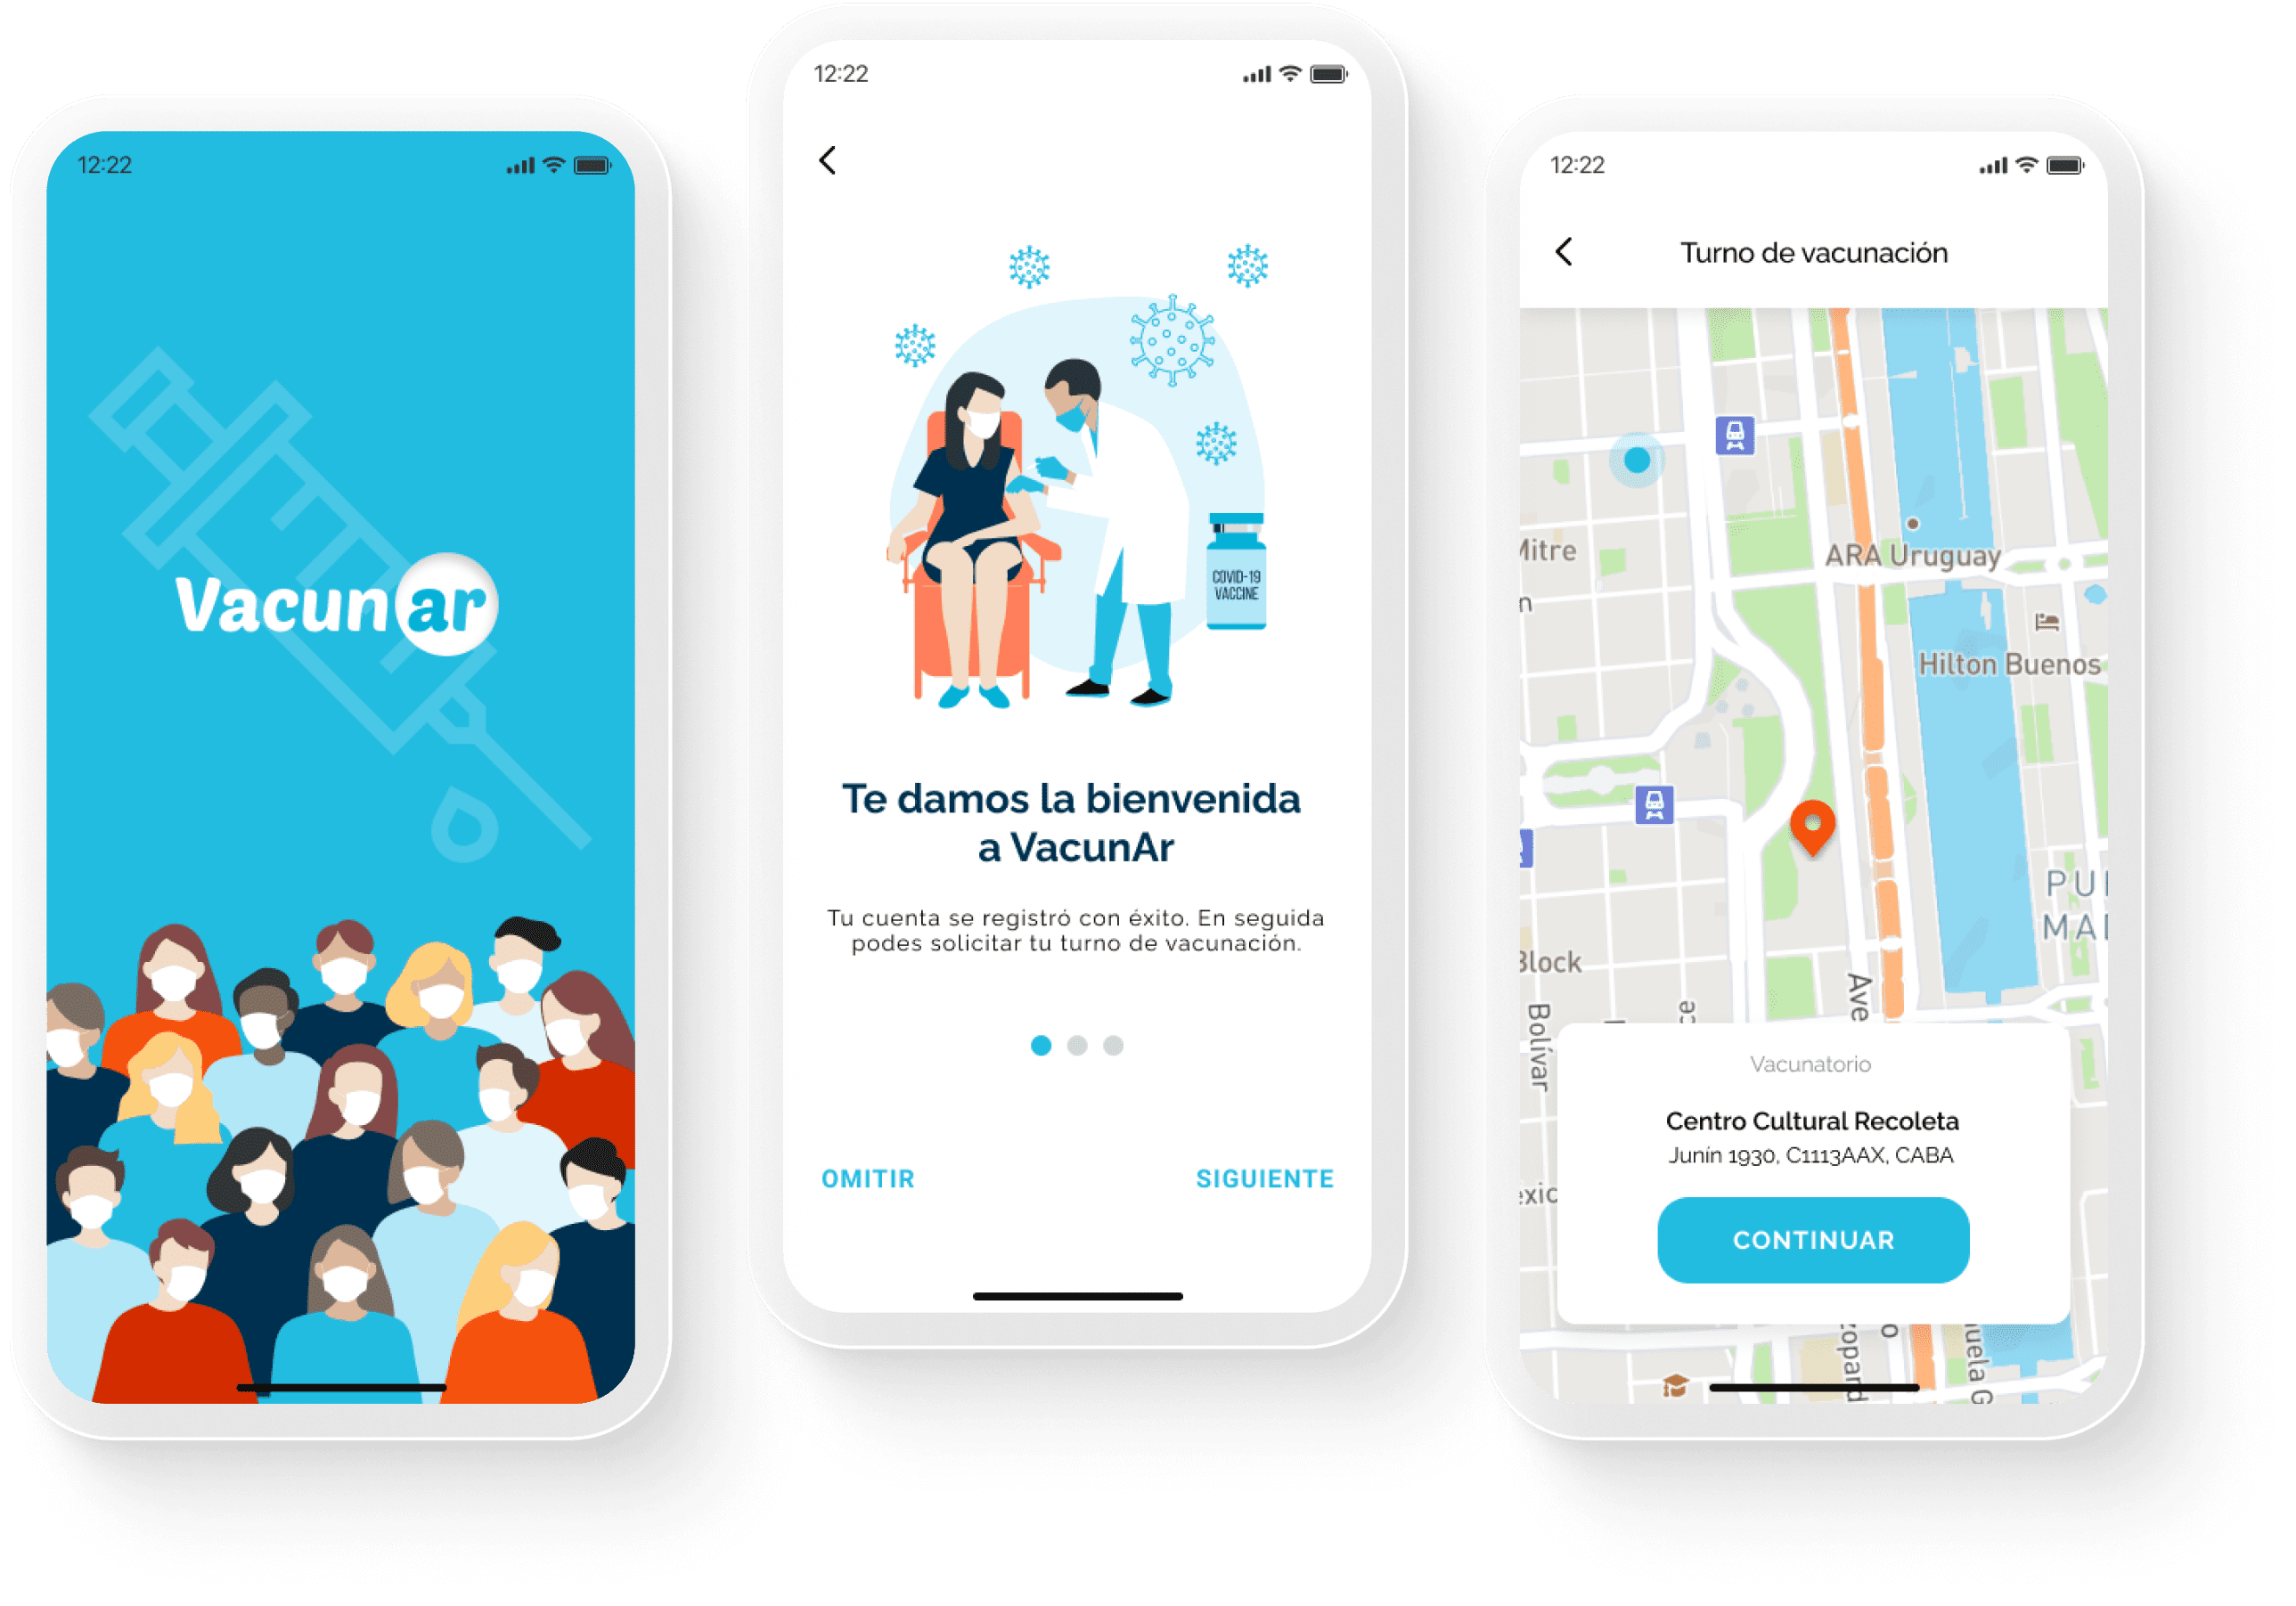 12:22
Vacunar
12:22
COVID-19
VACCINE
Te damos la bienvenida
a VacunAr
Tu cuenta se registró con éxito. En seguida
podes solicitar tu turno de vacunación.
OMITIR
SIGUIENTE
12:22
Turno de vacunación
Mitre
ARA Uruguay
Hilton Buenos
PUE
MAD
Block
Bolívar
Ave
Vacunatorio
Centro Cultural Recoleta
Junín 1930, C1113AAX, CABA
CONTINUAR